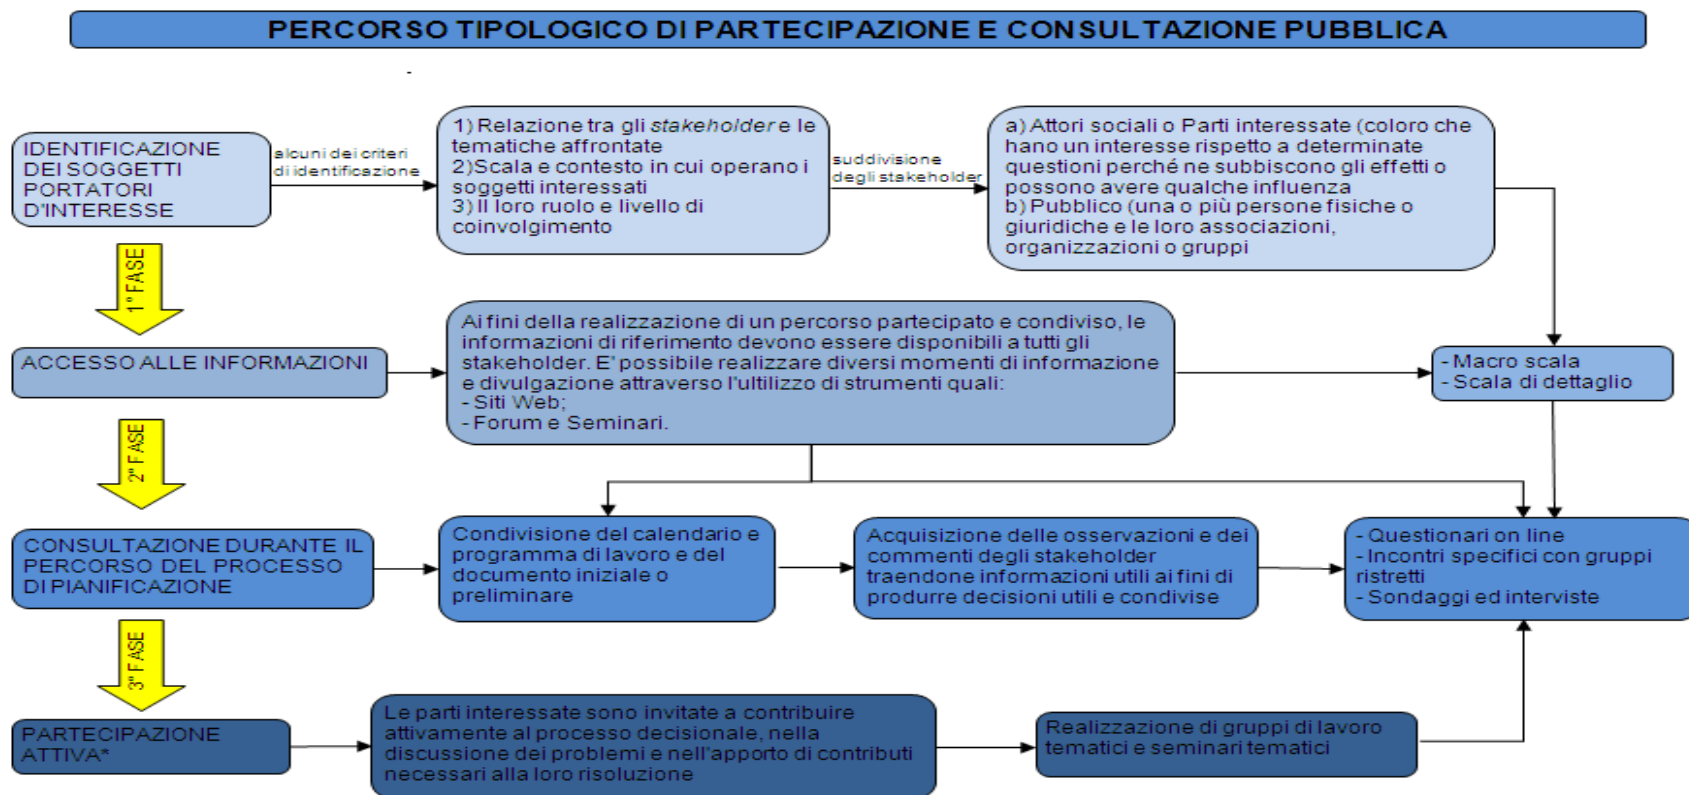 PERCORSO TIPOLOGICO DI PARTECIPAZIONE E CONSULTAZIONE PUBBLICA
IDENTIFICAZIONE
DEI SOGGETTI
PORTATORI
D'INTERESSE
alcuni dei criteri
di identificazione
1) Relazione tra gli stakeholder e le
tematiche affrontate
2) Scala e contesto in cui operano i
soggetti interessati
3) Il loro ruolo e livello di
coinvolgimento
suddivisione
degli stakeholder
a) Attori sociali o Parti interessate (coloro che
hano un interesse rispetto a determinate
questioni perché ne subbiscono gli effetti o
possono avere qualche influenza
b) Pubblico (una o più persone fisiche o
giuridiche e le loro associazioni,
organizzazioni o gruppi
1° FASE
ACCESSO ALLE INFORMAZIONI
Ai fini della realizzazione di un percorso partecipato e condiviso, le
informazioni di riferimento devono essere disponibili a tutti gli
stakeholder. E' possibile realizzare diversi momenti di informazione
e divulgazione attraverso l'ultilizzo di strumenti quali:
- Siti Web;
- Forum e Seminari.
- Macro scala
- Scala di dettaglio
2° FASE
CONSULTAZIONE DURANTE IL
PERCORSO DEL PROCESSO
DI PIANIFICAZIONE
Condivisione del calendario e
programma di lavoro e del
documento iniziale o
preliminare
Acquisizione delle osservazioni e dei
commenti degli stakeholder
traendone informazioni utili ai fini di
produrre decisioni utili e condivise
- Questionari on line
- Incontri specifici con gruppi
ristretti
- Sondaggi ed interviste
3° FASE
PARTECIPAZIONE
ATTIVA*
Le parti interessate sono invitate a contribuire
attivamente al processo decisionale, nella
discussione dei problemi e nell'apporto di contributi
necessari alla loro risoluzione
Realizzazione di gruppi di lavoro
tematici e seminari tematici